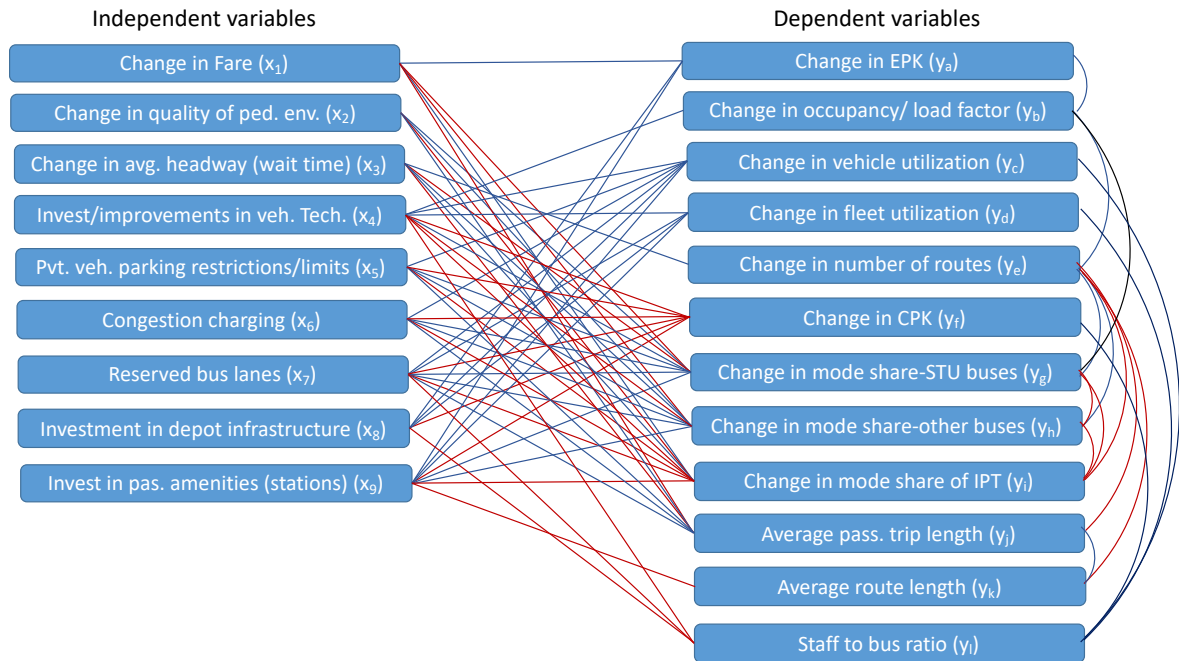 Independent variables
Change in Fare (x1)
Change in quality of ped. env. (x2)
Change in avg. headway (wait time) (x3)
Invest/improvements in veh. Tech. (x4)
Pvt. veh. parking restrictions/limits (x5)
Congestion charging (x6)
Reserved bus lanes (x7)
Investment in depot infrastructure (x8)
Invest in pas. amenities (stations) (x9)
Dependent variables
Change in EPK (ya)
Change in occupancy/ load factor (yb)
Change in vehicle utilization (yc)
Change in fleet utilization (yd)
Change in number of routes (ye)
Change in CPK (yf)
Change in mode share-STU buses (yg)
Change in mode share-other buses (yh)
Change in mode share of IPT (yi)
Average pass. trip length (yj)
Average route length (yk)
Staff to bus ratio (yl)